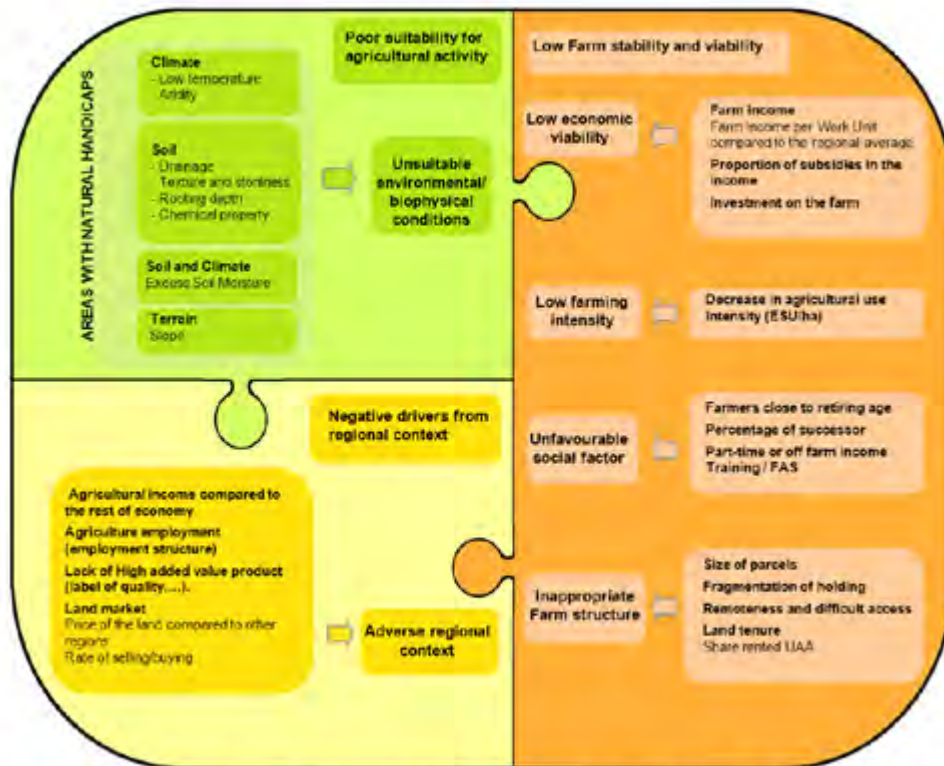 AREAS WITH NATURAL HANDICAPS
Poor suitability for
agricultural activity
Climate
- Low temperature
Aridity
Soil
- Drainage
Texture and stoniness
- Rooting depth
- Chemical property
Soil and Climate
Excess Soil Moisture
Terrain
Slope
Unsuitable
environmental/
biophysical
conditions
Low Farm stability and viability
Low economic
viability
Farm income
Farm Income per Work Unit
compared to the regional average
Proportion of subsidies in the
income
Investment on the farm
Low farming
intensity
Decrease in agricultural use
Intensity (ESU/ha)
Unfavourable
social factor
Farmers close to retiring age
Percentage of successor
Part-time or off farm income
Training / FAS
Inappropriate
Farm structure
Size of parcels
Fragmentation of holding
Remoteness and difficult access
Land tenure
Share rented UAA
Negative drivers from
regional context
Agricultural income compared to
the rest of economy
Agriculture employment
(employment structure)
Lack of High added value product
(label of quality....).
Land market
Price of the land compared to other
regions
Rate of selling/buying
Adverse regional
context